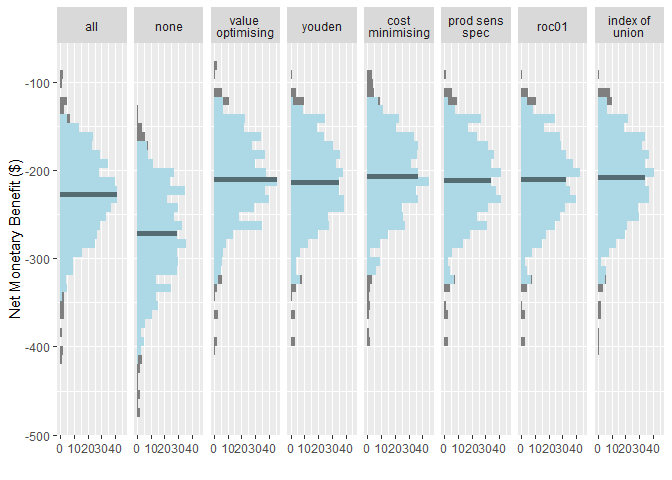 all
none
value
optimising
youden
cost
minimising
prod sens
spec
roc01
index of
union
Net Monetary Benefit ($)
-100
-200
-300
-400
-500
0 10203040
0 10203040
0 10203040
0 10203040
0 10203040
0 10203040
0 10203040
0 10203040